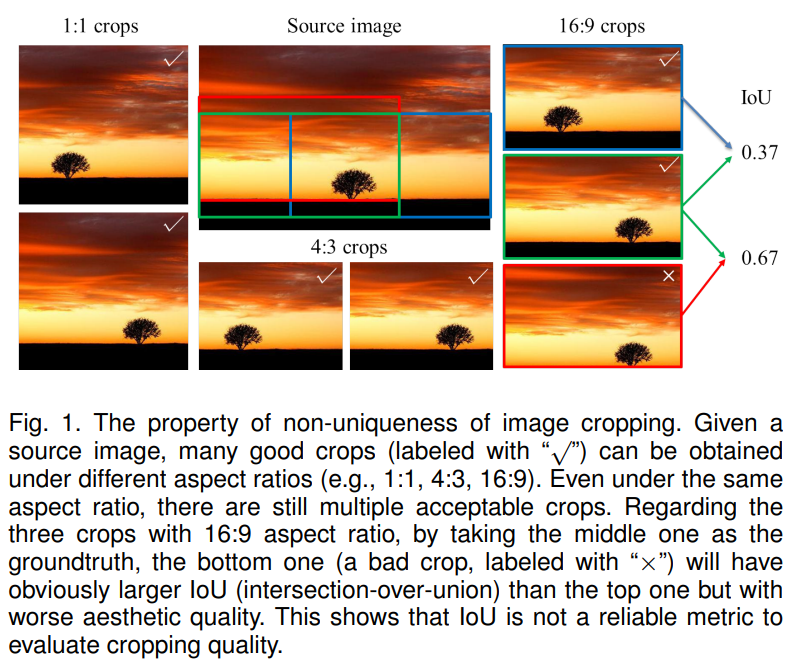 1:1 crops
Source image
16:9 crops
IoU
0.37
4:3 crops
0.67
Fig. 1. The property of non-uniqueness of image cropping. Given a
source image, many good crops (labeled with “√”) can be obtained
under different aspect ratios (e.g., 1:1, 4:3, 16:9). Even under the same
aspect ratio, there are still multiple acceptable crops. Regarding the
three crops with 16:9 aspect ratio, by taking the middle one as the
groundtruth, the bottom one (a bad crop, labeled with “×”) will have
obviously larger IoU (intersection-over-union) than the top one but with
worse aesthetic quality. This shows that IoU is not a reliable metric to
evaluate cropping quality.